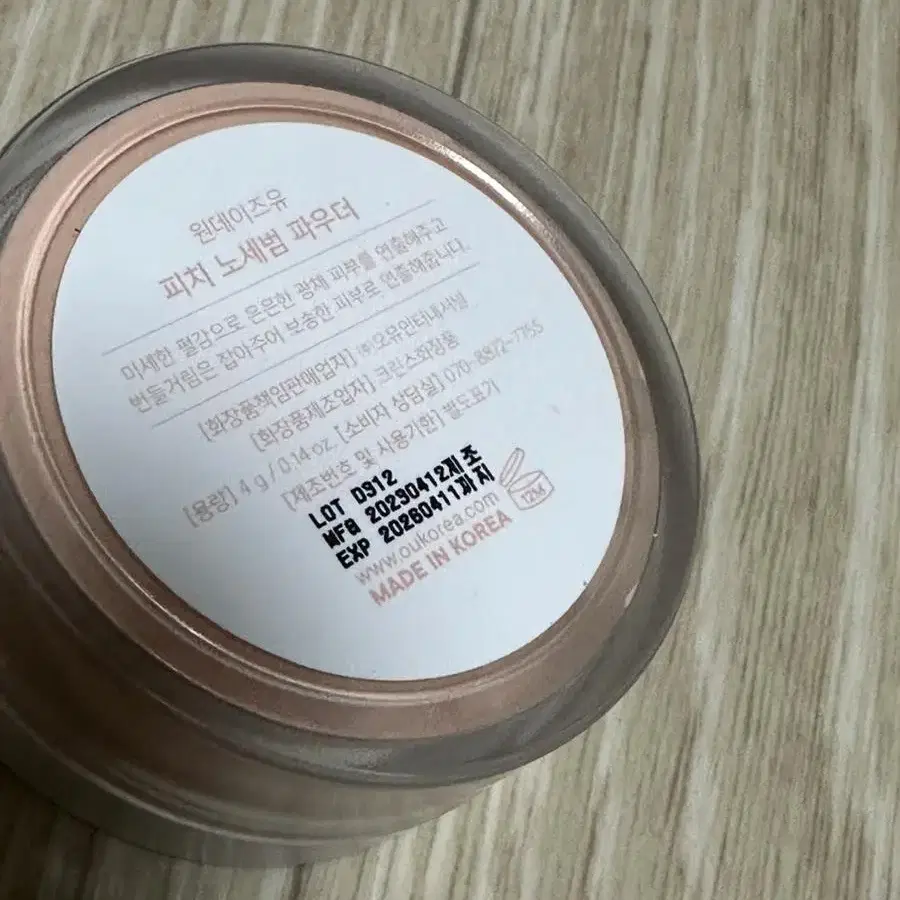 원데이즈유
피치 노세범 파우더
미세한 펄감으로 은은한 광채 피부를 연출해주고
번들거림은 잡아주어 보송한 피부로 연출해줍니다.
[화장품책임판매업자] ㈜오유인터내셔널
[화장품제조업자] 크린스화장품
[용량] 4 g / 0.14 oz. [소비자 상담실] 070-8872-7755
[제조번호 및 사용기한] 별도표기
LOT D912
MFG 20230412제조
EXP 20260411까지
12M
www.oukorea.com
MADE IN KOREA